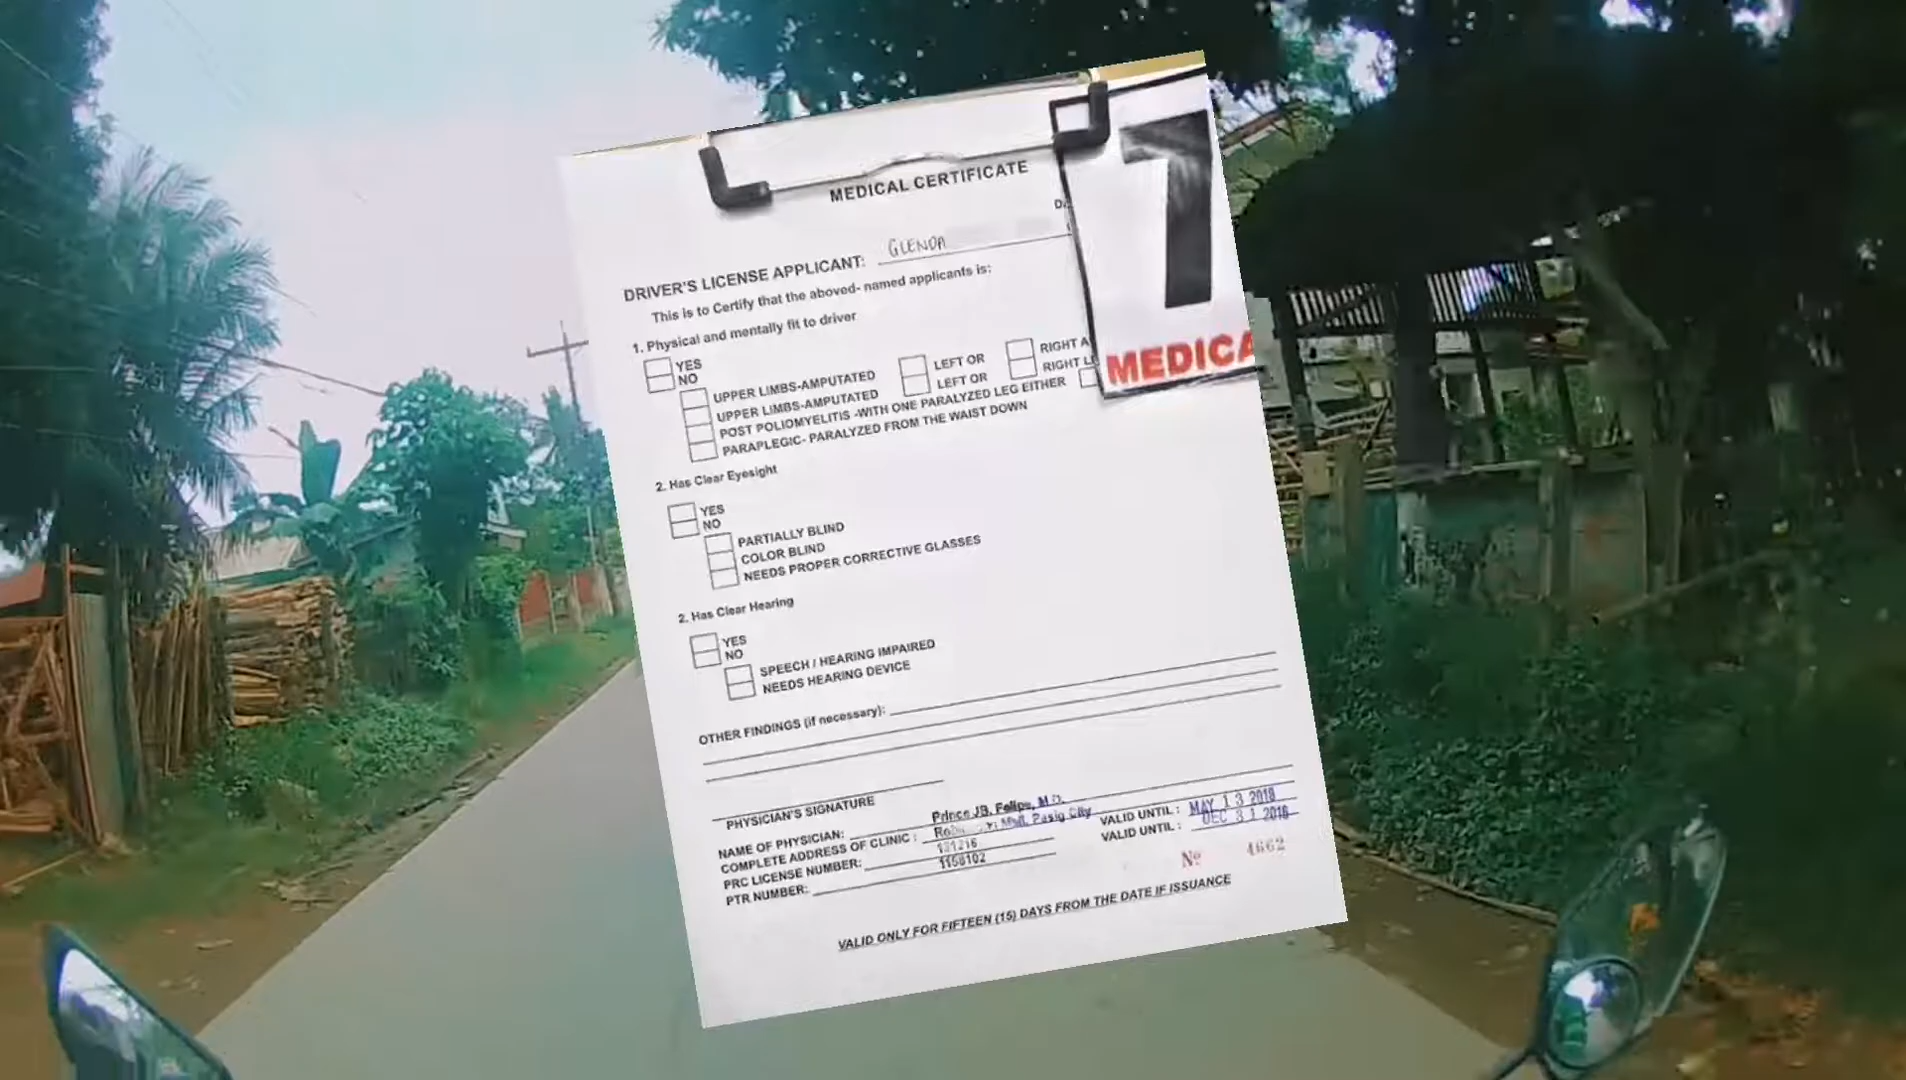 MEDICAL CERTIFICATE
1
MEDICA
DRIVER'S LICENSE APPLICANT: GLENDA
This is to Certify that the aboved- named applicants is:
1. Physical and mentally fit to driver
YES
NO
UPPER LIMBS-AMPUTATED LEFT OR RIGHT A
UPPER LIMBS-AMPUTATED LEFT OR RIGHT L
POST POLIOMYELITIS -WITH ONE PARALYZED LEG EITHER
PARAPLEGIC- PARALYZED FROM THE WAIST DOWN
2. Has Clear Eyesight
YES
NO
PARTIALLY BLIND
COLOR BLIND
NEEDS PROPER CORRECTIVE GLASSES
2. Has Clear Hearing
YES
NO
SPEECH / HEARING IMPAIRED
NEEDS HEARING DEVICE
OTHER FINDINGS (if necessary):
PHYSICIAN'S SIGNATURE
NAME OF PHYSICIAN: Prince JB. Felipe, M.D. VALID UNTIL: MAY 13 2018
COMPLETE ADDRESS OF CLINIC: Mall, Pasig City VALID UNTIL: DEC 31 2018
PRC LICENSE NUMBER: 131216
PTR NUMBER: 1158102
Nº 4662
VALID ONLY FOR FIFTEEN (15) DAYS FROM THE DATE IF ISSUANCE